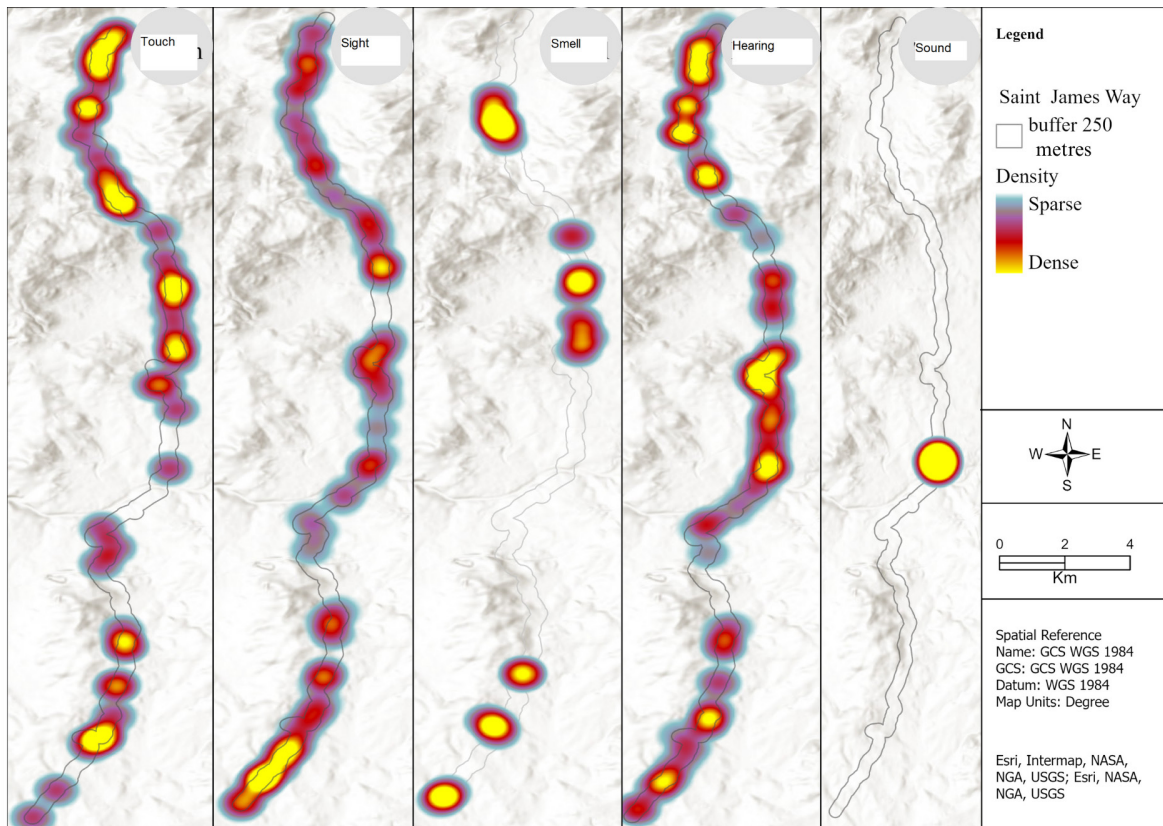 Touch
n
Sight
Smell
Hearing
'Sound
Legend
Saint James Way
buffer 250
metres
Density
Sparse
Dense
N
W E
S
0 2 4
Km
Spatial Reference
Name: GCS WGS 1984
GCS: GCS WGS 1984
Datum: WGS 1984
Map Units: Degree
Esri, Intermap, NASA,
NGA, USGS; Esri, NASA,
NGA, USGS